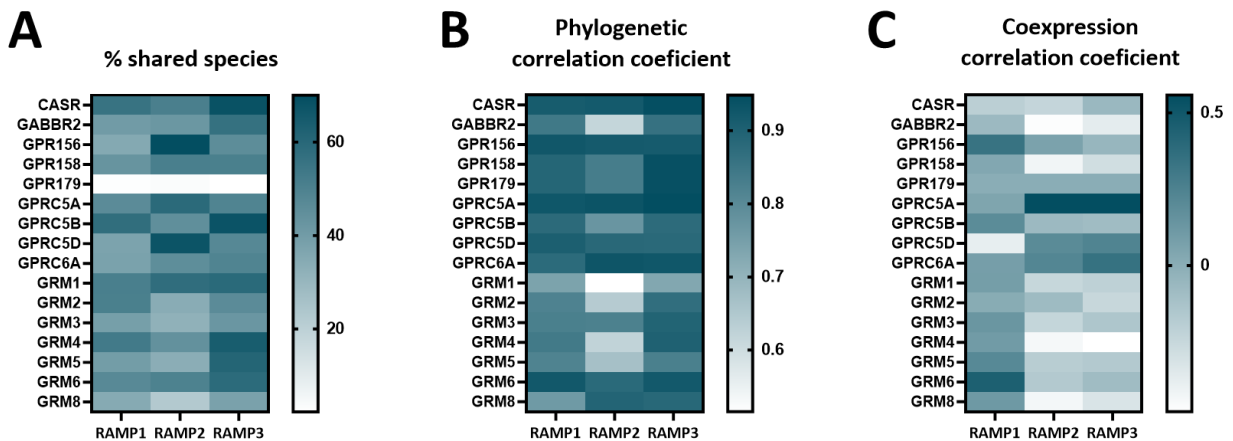 A
% shared species
CASR
GABBR2
GPR156
GPR158
GPR179
GPRC5A
GPRC5B
GPRC5D
GPRC6A
GRM1
GRM2
GRM3
GRM4
GRM5
GRM6
GRM8
RAMP1 RAMP2 RAMP3
60
40
20
B
Phylogenetic
correlation coeficient
CASR
GABBR2
GPR156
GPR158
GPR179
GPRC5A
GPRC5B
GPRC5D
GPRC6A
GRM1
GRM2
GRM3
GRM4
GRM5
GRM6
GRM8
RAMP1 RAMP2 RAMP3
0.9
0.8
0.7
0.6
C
Coexpression
correlation coeficient
CASR
GABBR2
GPR156
GPR158
GPR179
GPRC5A
GPRC5B
GPRC5D
GPRC6A
GRM1
GRM2
GRM3
GRM4
GRM5
GRM6
GRM8
RAMP1 RAMP2 RAMP3
0.5
0